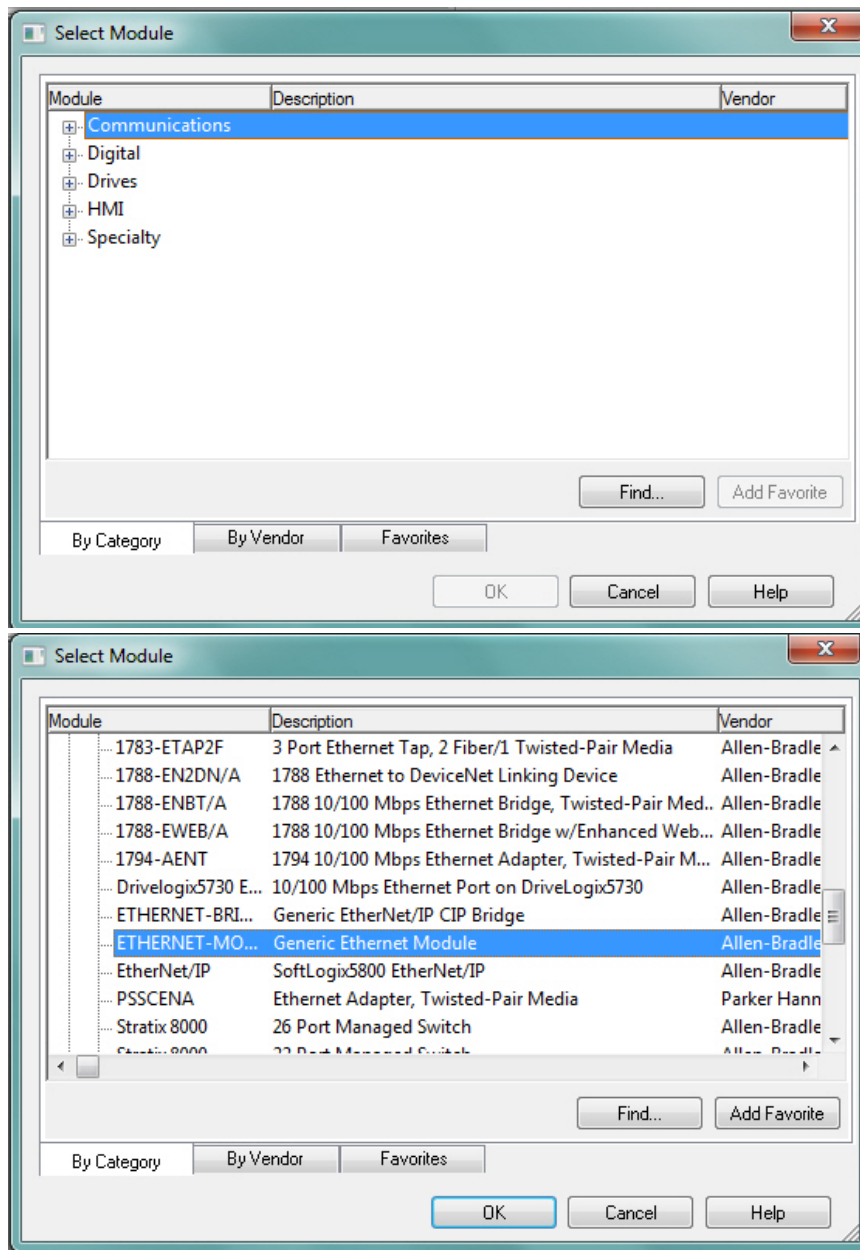 Select Module
Module Description Vendor
Communications
Digital
Drives
HMI
Specialty
Find... Add Favorite
By Category By Vendor Favorites
OK Cancel Help
Select Module
Module Description Vendor
1783-ETAP2F 3 Port Ethernet Tap, 2 Fiber/1 Twisted-Pair Media Allen-Bradle
1788-EN2DN/A 1788 Ethernet to DeviceNet Linking Device Allen-Bradle
1788-ENBT/A 1788 10/100 Mbps Ethernet Bridge, Twisted-Pair Med.. Allen-Bradle
1788-EWEB/A 1788 10/100 Mbps Ethernet Bridge w/Enhanced Web... Allen-Bradle
1794-AENT 1794 10/100 Mbps Ethernet Adapter, Twisted-Pair M... Allen-Bradle
Drivelogix5730 E... 10/100 Mbps Ethernet Port on DriveLogix5730 Allen-Bradle
ETHERNET-BRI... Generic EtherNet/IP CIP Bridge Allen-Bradle
ETHERNET-MO... Generic Ethernet Module Allen-Bradle
EtherNet/IP SoftLogix5800 EtherNet/IP Allen-Bradle
PSSCENA Ethernet Adapter, Twisted-Pair Media Parker Hann
Stratix 8000 26 Port Managed Switch Allen-Bradle
Find... Add Favorite
By Category By Vendor Favorites
OK Cancel Help